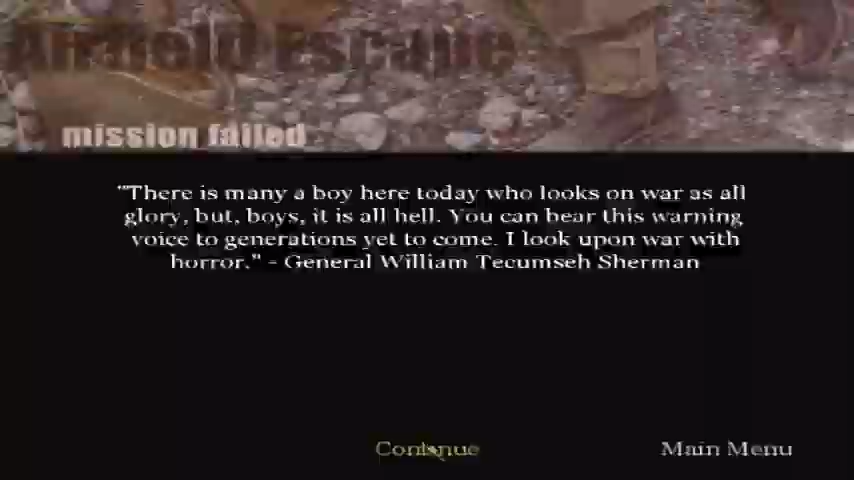 Airfield Escape
mission failed
"There is many a boy here today who looks on war as all
glory, but, boys, it is all hell. You can bear this warning
voice to generations yet to come. I look upon war with
horror." - General William Tecumseh Sherman
Continue
Main Menu